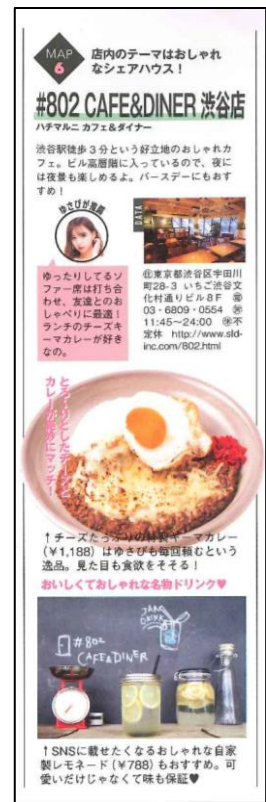 MAP
6
店内のテーマはおしゃれ
なシェアハウス！
#802 CAFE&DINER 渋谷店
ハチマルニ カフェ&ダイナー
渋谷駅徒歩3分という好立地のおしゃれカ
フェ。ビル高層階に入っているので、夜に
は夜景も楽しめるよ。バースデーにもおす
すめ！
ゆさぴが推薦
ゆったりしてるソ
ファー席は打ち合
わせ、友達とのお
しゃべりに最適！
ランチのチーズキ
ーマカレーが好き
なの。
DATA
㊟東京都渋谷区宇田川
町28-3 いちご渋谷文
化村通りビル8F
03・6809・0554
11:45〜24:00 ㊡不
定休 http://www.sld-
inc.com/802.html
とろ〜りとしたチーズと
カレーが絶妙にマッチ！
↑チーズたっぷりの特製キーマカレー
(¥1,188) はゆさぴも毎回頼むという
逸品。見た目も食欲をそそる！
おいしくておしゃれな名物ドリンク♥
JARS
DRINK
#802
CAFE&DINER
↑SNSに載せたくなるおしゃれな自家
製レモネード(¥788)もおすすめ。可
愛いだけじゃなくて味も保証♥